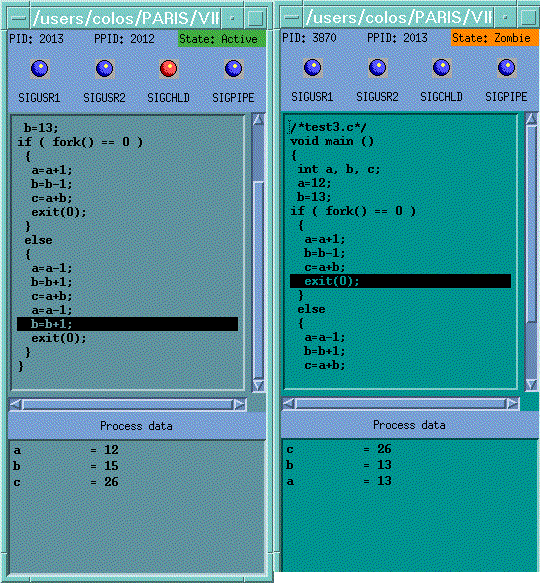 /users/colos/PARIS/VII
PID: 2013 PPID: 2012 State: Active
SIGUSR1 SIGUSR2 SIGCHLD SIGPIPE
b=13;
if ( fork() == 0 )
{
a=a+1;
b=b-1;
c=a+b;
exit(0);
}
else
{
a=a-1;
b=b+1;
c=a+b;
a=a-1;
b=b+1;
exit(0);
}
}
Process data
a = 12
b = 15
c = 26
/users/colos/PARIS/VII
PID: 3870 PPID: 2013 State: Zombie
SIGUSR1 SIGUSR2 SIGCHLD SIGPIPE
/*test3.c*/
void main ()
{
int a, b, c;
a=12;
b=13;
if ( fork() == 0 )
{
a=a+1;
b=b-1;
c=a+b;
exit(0);
}
else
{
a=a-1;
b=b+1;
c=a+b;
Process data
c = 26
b = 13
a = 13